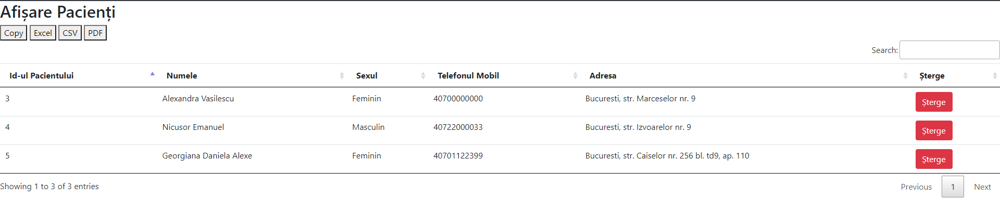 Afișare Pacienți
Copy Excel CSV PDF
Search:
Id-ul Pacientului Numele Sexul Telefonul Mobil Adresa Șterge
3 Alexandra Vasilescu Feminin 40700000000 Bucuresti, str. Marceselor nr. 9 Șterge
4 Nicusor Emanuel Masculin 40722000033 Bucuresti, str. Izvoarelor nr. 9 Șterge
5 Georgiana Daniela Alexe Feminin 40701122399 Bucuresti, str. Caiselor nr. 256 bl. td9, ap. 110 Șterge
Showing 1 to 3 of 3 entries Previous 1 Next